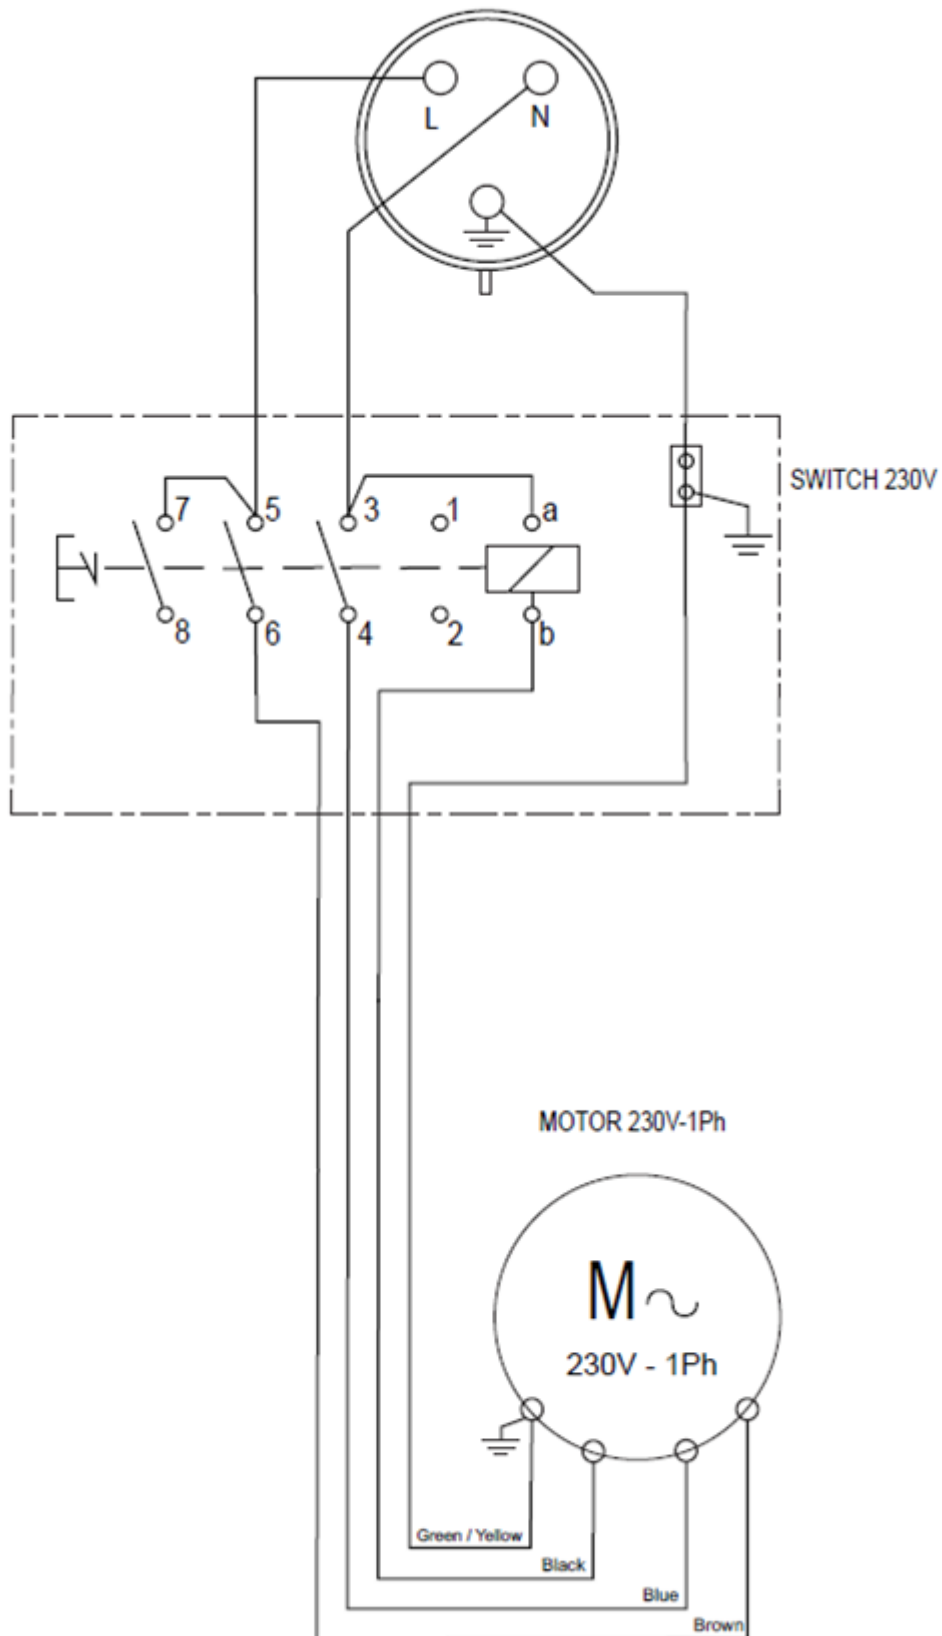 L N
SWITCH 230V
7 5 3 1 a
8 6 4 2 b
MOTOR 230V-1Ph
M
230V - 1Ph
Green / Yellow
Black
Blue
Brown